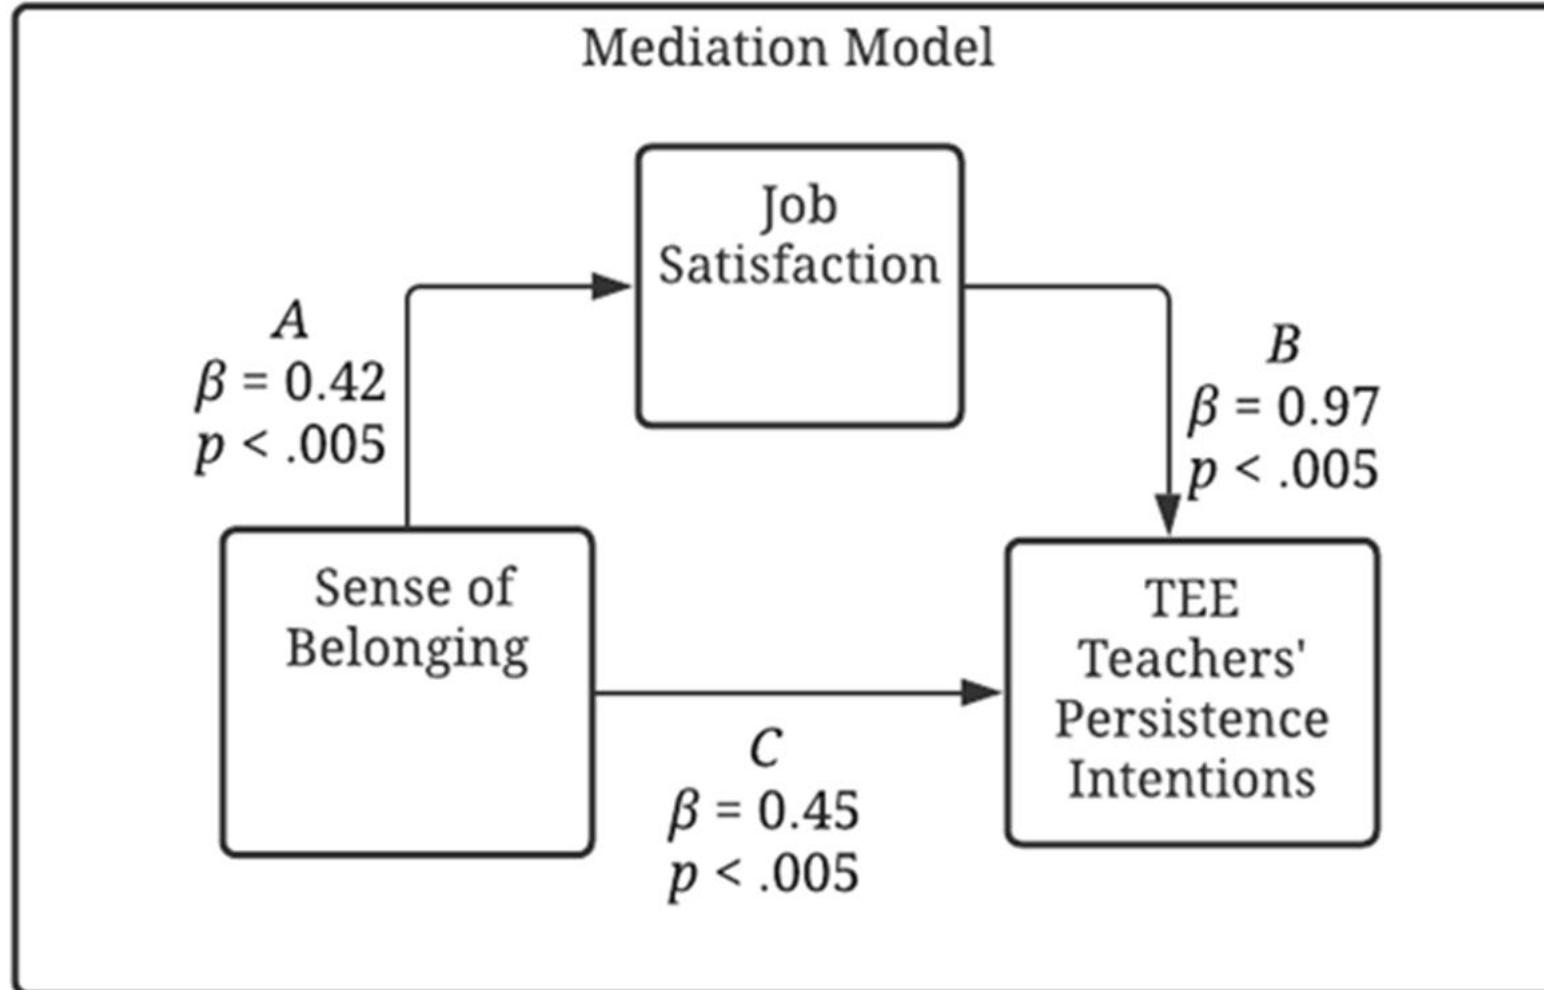 Mediation Model
Job
Satisfaction
A
β = 0.42
p < .005
B
β = 0.97
p < .005
Sense of
Belonging
TEE
Teachers'
Persistence
Intentions
C
β = 0.45
p < .005